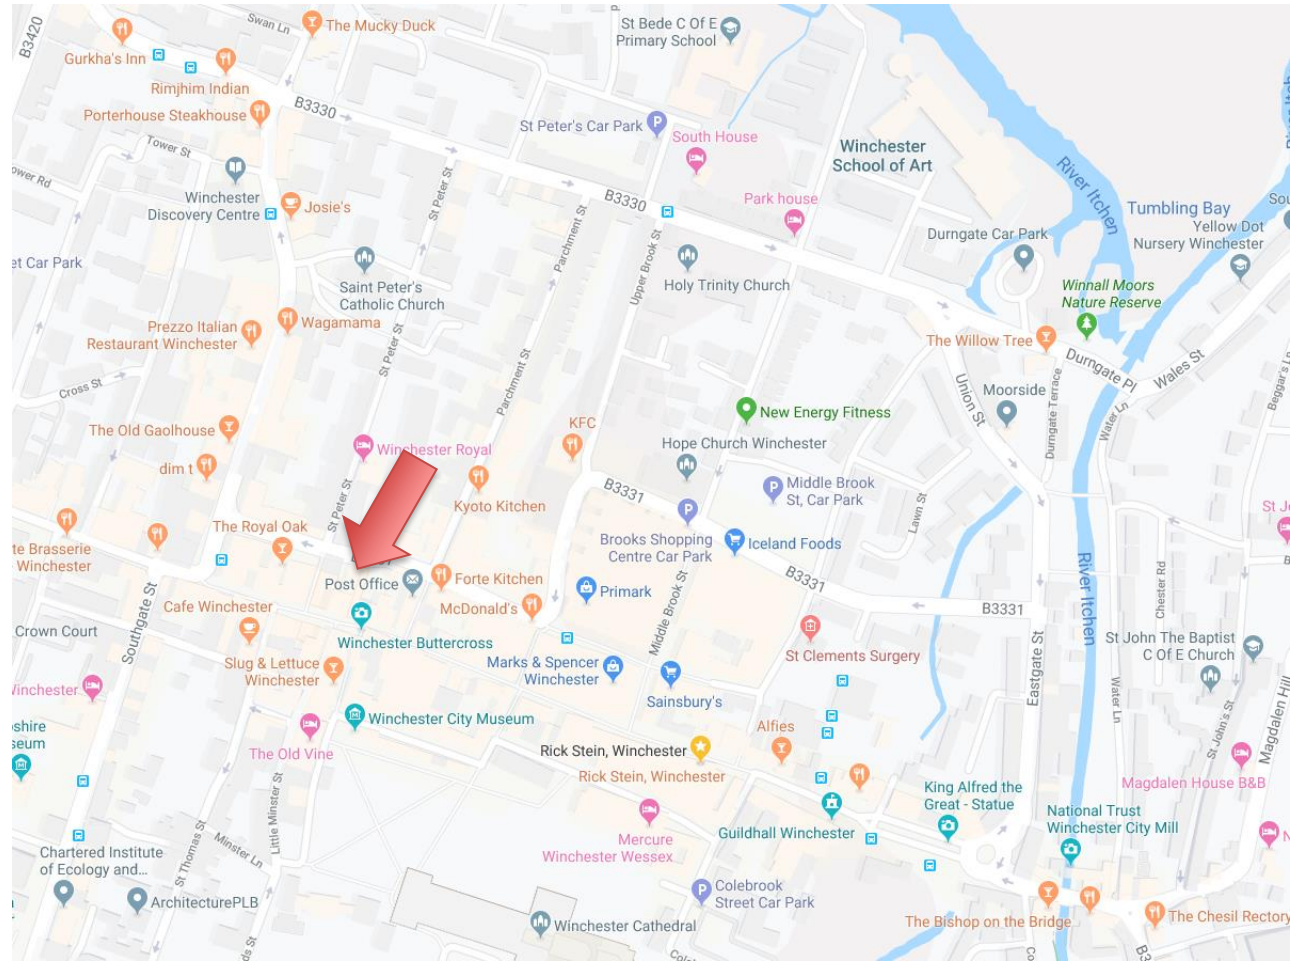 B3420
Swan Ln
The Mucky Duck
St Bede C Of E
Primary School
Gurkha's Inn
Rimjhim Indian
Porterhouse Steakhouse
B3330
St Peter's Car Park
South House
Winchester
School of Art
Tower St
ower Rd
Winchester
Discovery Centre
Josie's
St Peter St
Parchment St
B3330
Park house
River Itchen
Tumbling Bay
Yellow Dot
Nursery Winchester
Durngate Car Park
et Car Park
Saint Peter's
Catholic Church
Upper Brook St
Holy Trinity Church
Winnall Moors
Nature Reserve
Prezzo Italian
Restaurant Winchester
Wagamama
St Peter St
Parchment St
The Willow Tree
Durngate Pl
Wales St
Cross St
Union St
Moorside
Durngate Terrace
Water Ln
Beggar's Ln
The Old Gaolhouse
KFC
New Energy Fitness
dim t
Winchester Royal
Hope Church Winchester
Kyoto Kitchen
B3331
Middle Brook
St, Car Park
Lawn St
St Peter St
The Royal Oak
te Brasserie
Winchester
Brooks Shopping
Centre Car Park
Iceland Foods
B3331
River Itchen
Chester Rd
Post Office
Forte Kitchen
Primark
McDonald's
B3331
Cafe Winchester
Southgate St
Crown Court
Winchester Buttercross
Middle Brook St
St Clements Surgery
Eastgate St
St John The Baptist
C Of E Church
Slug & Lettuce
Winchester
Marks & Spencer
Winchester
Sainsbury's
Water Ln
St John's St
Magdalen Hill
Winchester
Winchester City Museum
The Old Vine
shire
seum
Rick Stein, Winchester
Rick Stein, Winchester
Alfies
King Alfred the
Great - Statue
Magdalen House B&B
Little Minster St
Mercure
Winchester Wessex
Guildhall Winchester
National Trust
Winchester City Mill
Chartered Institute
of Ecology and...
St Thomas St
Minster Ln
ArchitecturePLB
Winchester Cathedral
Colebrook
Street Car Park
The Bishop on the Bridge
The Chesil Rectory